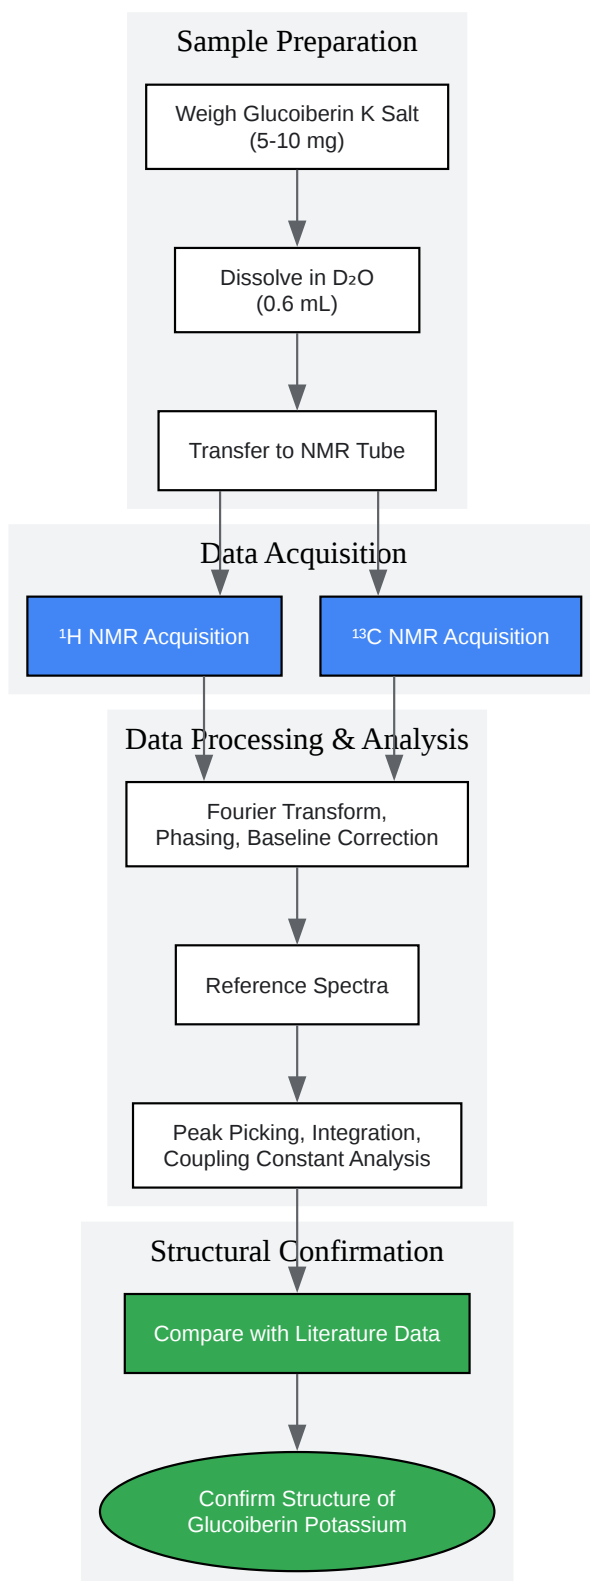 Sample Preparation
Weigh Glucoiberin K Salt
(5-10 mg)
Dissolve in D₂O
(0.6 mL)
Transfer to NMR Tube
Data Acquisition
¹H NMR Acquisition
¹³C NMR Acquisition
Data Processing & Analysis
Fourier Transform,
Phasing, Baseline Correction
Reference Spectra
Peak Picking, Integration,
Coupling Constant Analysis
Structural Confirmation
Compare with Literature Data
Confirm Structure of
Glucoiberin Potassium